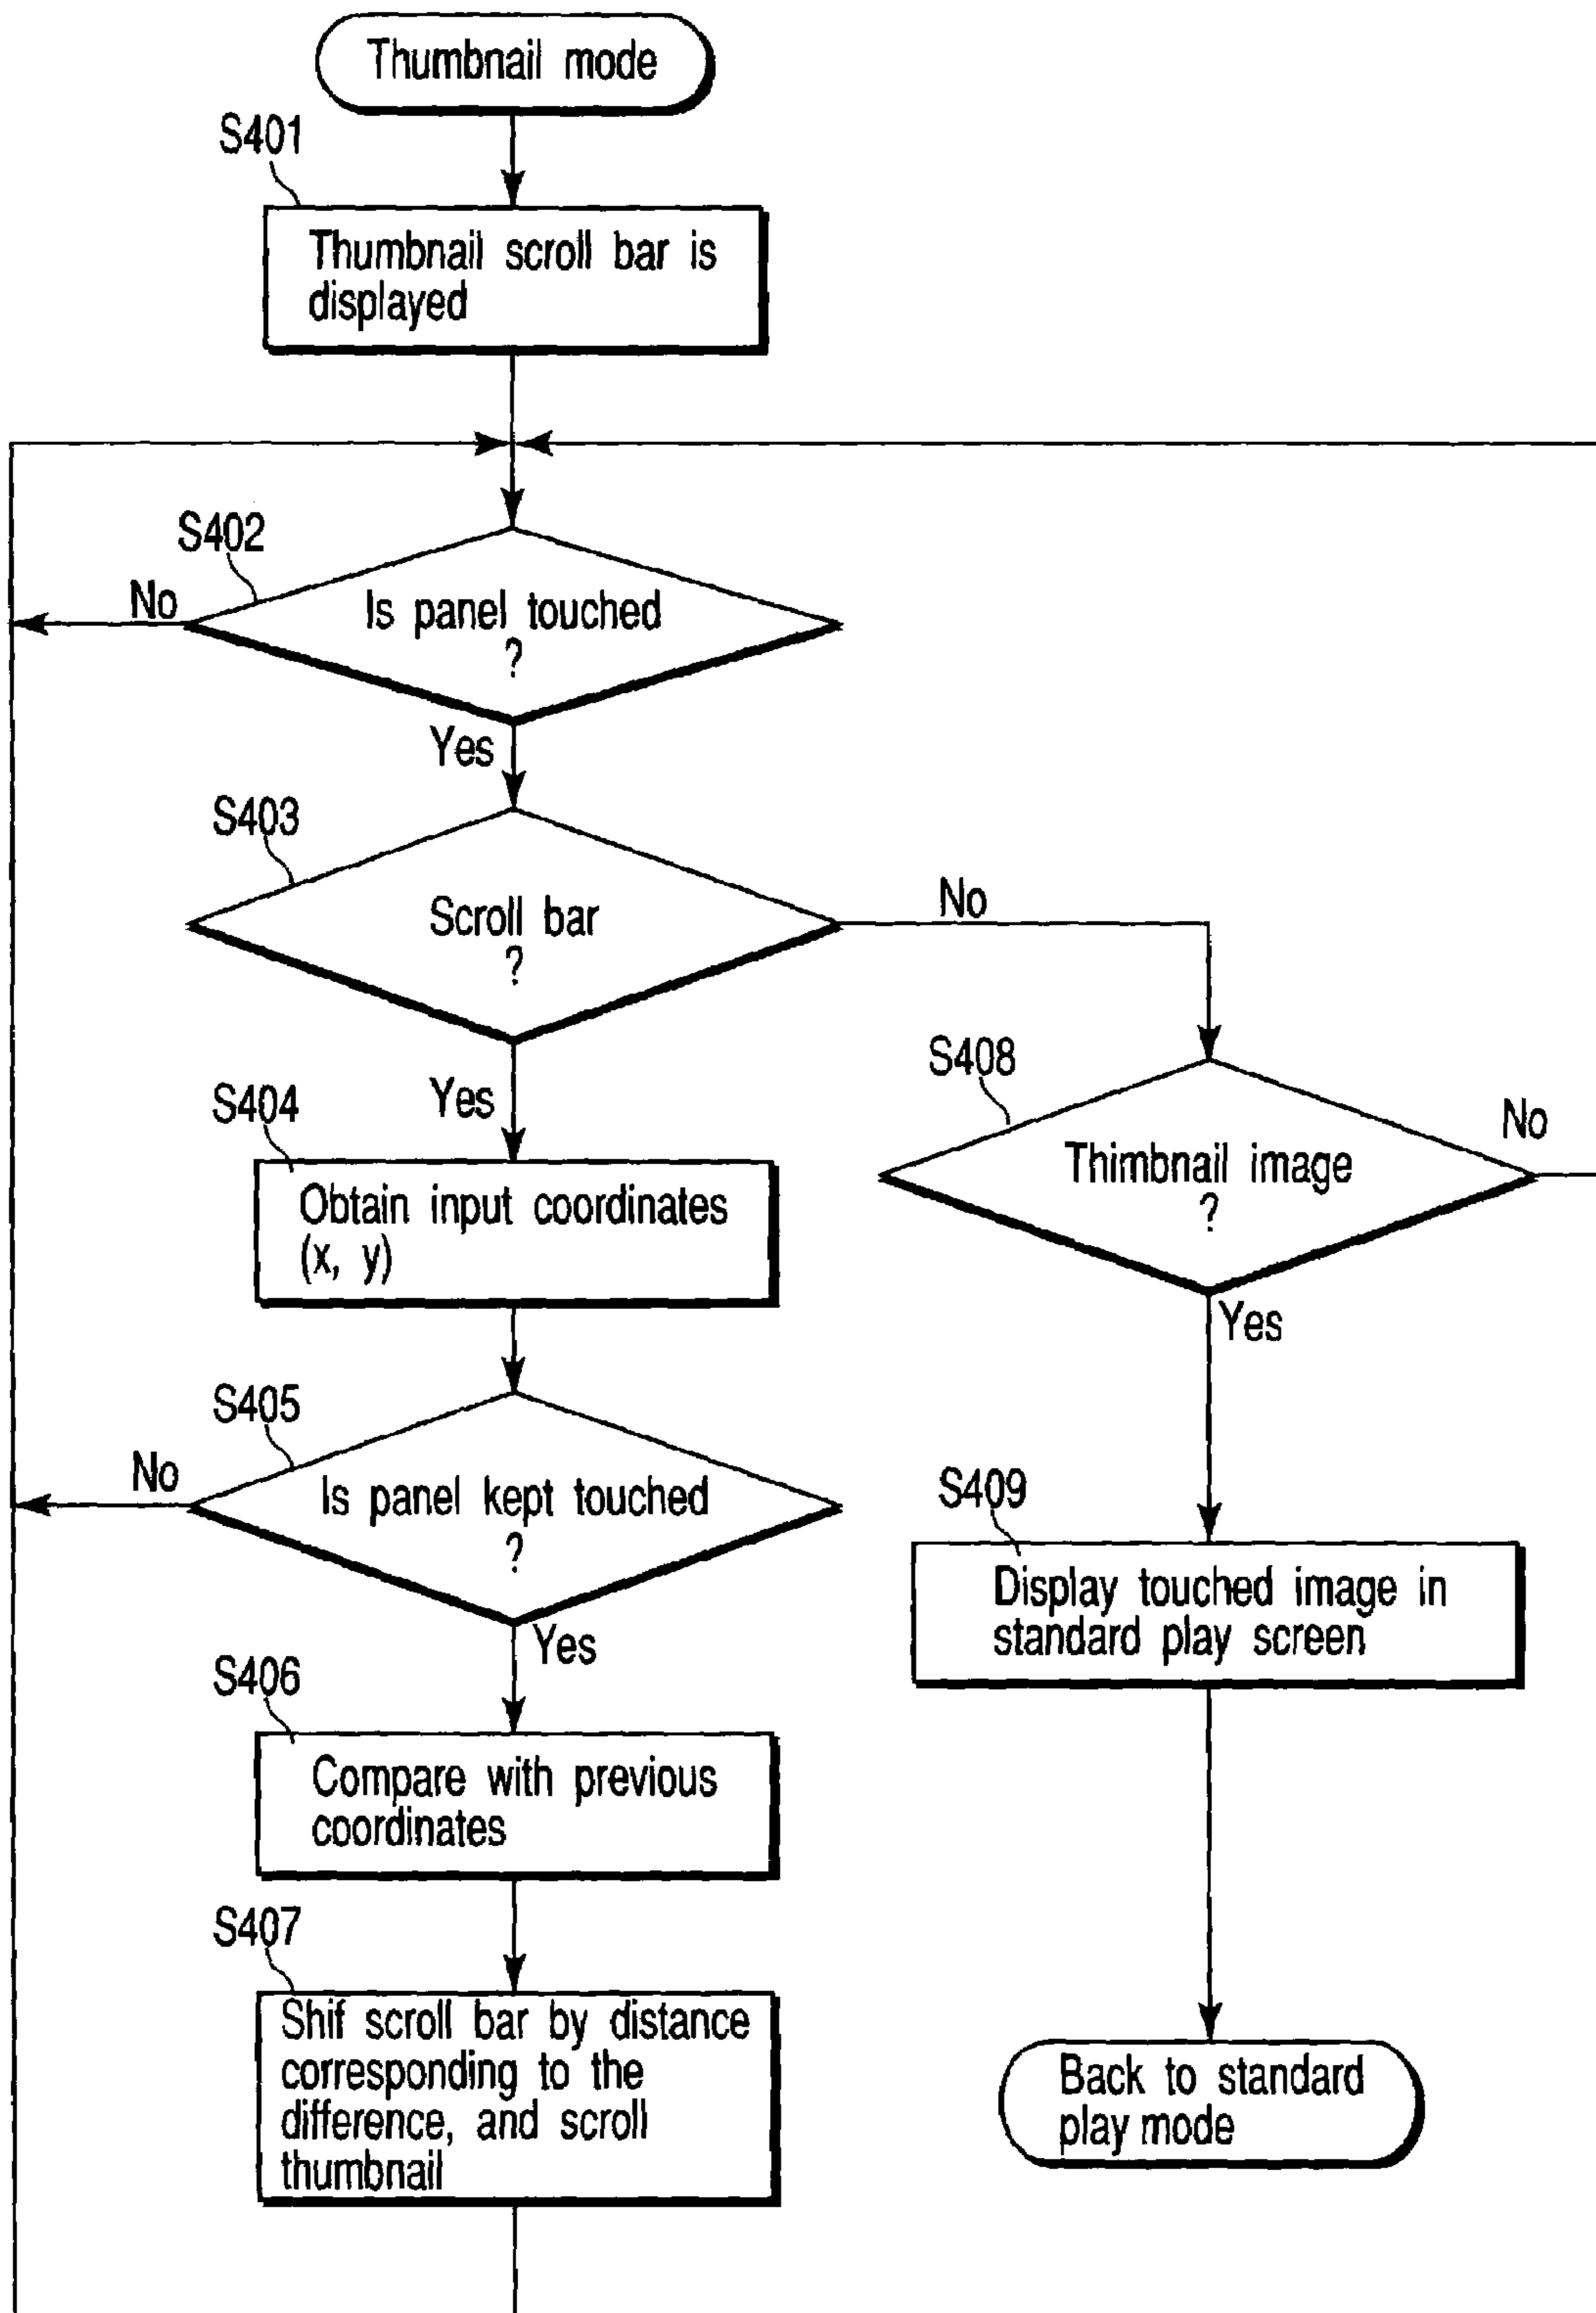 Thumbnail mode
S401
Thumbnail scroll bar is
displayed
S402
No
Is panel touched
?
Yes
S403
Scroll bar
?
No
Yes
S404
Obtain input coordinates
(x, y)
S405
No
Is panel kept touched
?
Yes
S406
Compare with previous
coordinates
S407
Shif scroll bar by distance
corresponding to the
difference, and scroll
thumbnail
S408
Thimbnail image
?
No
Yes
S409
Display touched image in
standard play screen
Back to standard
play mode